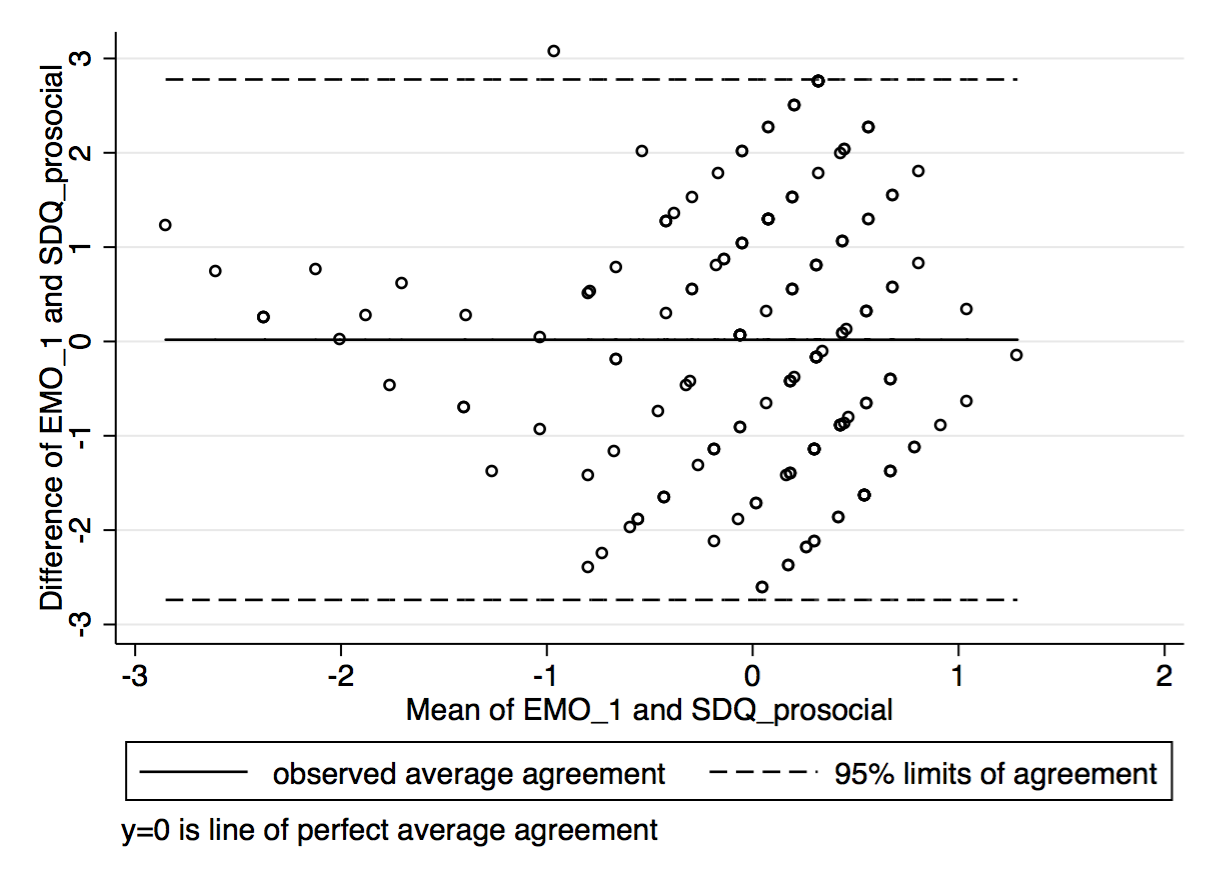 Difference of EMO_1 and SDQ_prosocial
3
2
1
0
-1
-2
-3
-3 -2 -1 0 1 2
Mean of EMO_1 and SDQ_prosocial
observed average agreement 95% limits of agreement
y=0 is line of perfect average agreement